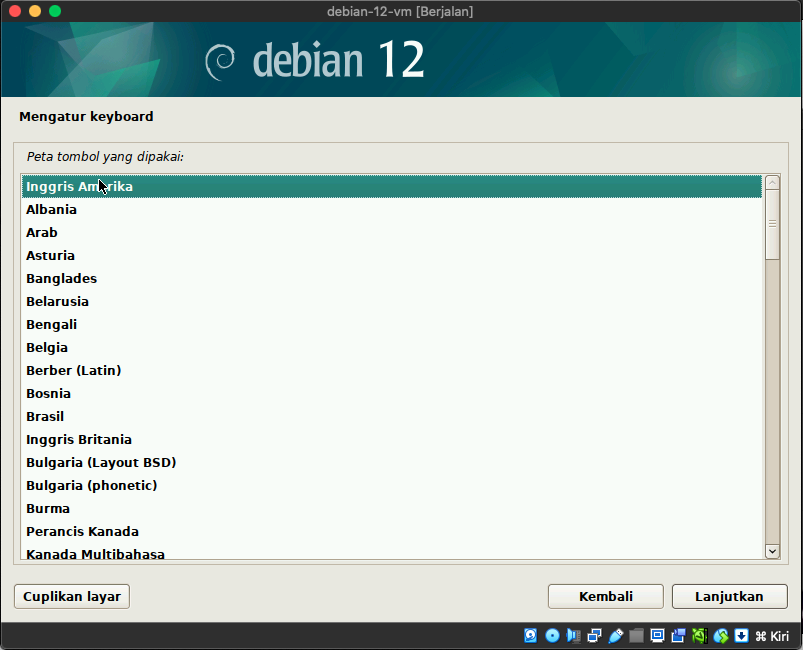 debian-12-vm [Berjalan]
debian 12
Mengatur keyboard
Peta tombol yang dipakai:
Inggris Amerika
Albania
Arab
Asturia
Banglades
Belarusia
Bengali
Belgia
Berber (Latin)
Bosnia
Brasil
Inggris Britania
Bulgaria (Layout BSD)
Bulgaria (phonetic)
Burma
Perancis Kanada
Kanada Multibahasa
Cuplikan layar
Kembali
Lanjutkan
⌘ Kiri